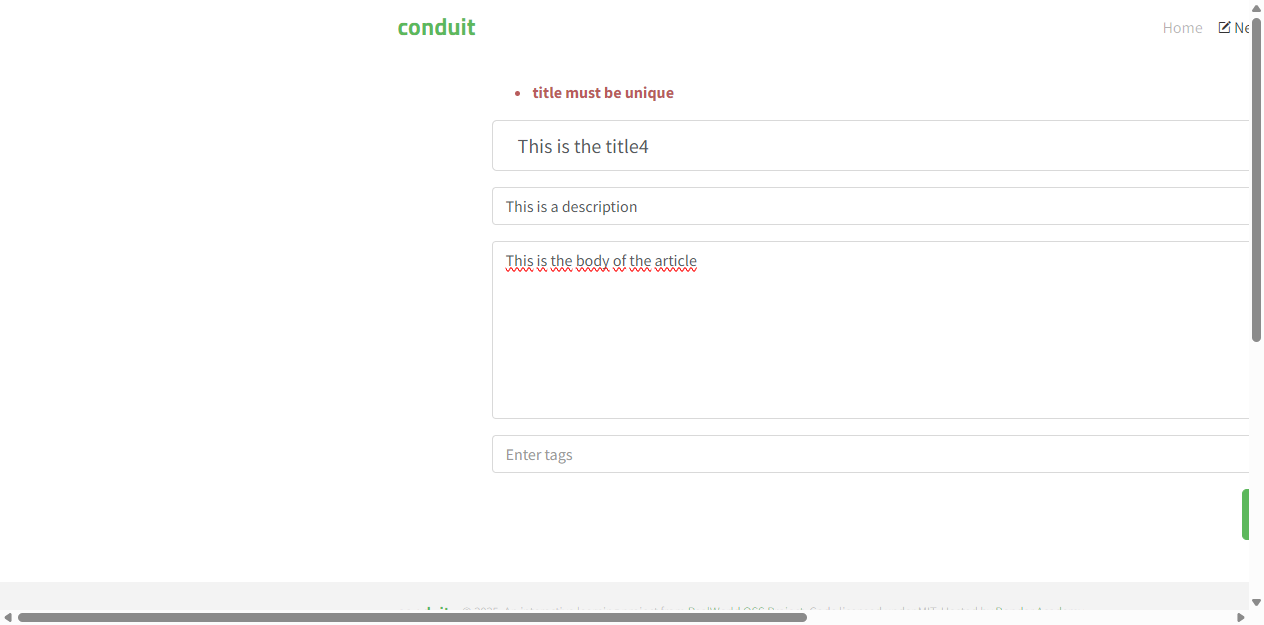 conduit
Home Ne
title must be unique
This is the title4
This is a description
This is the body of the article
Enter tags